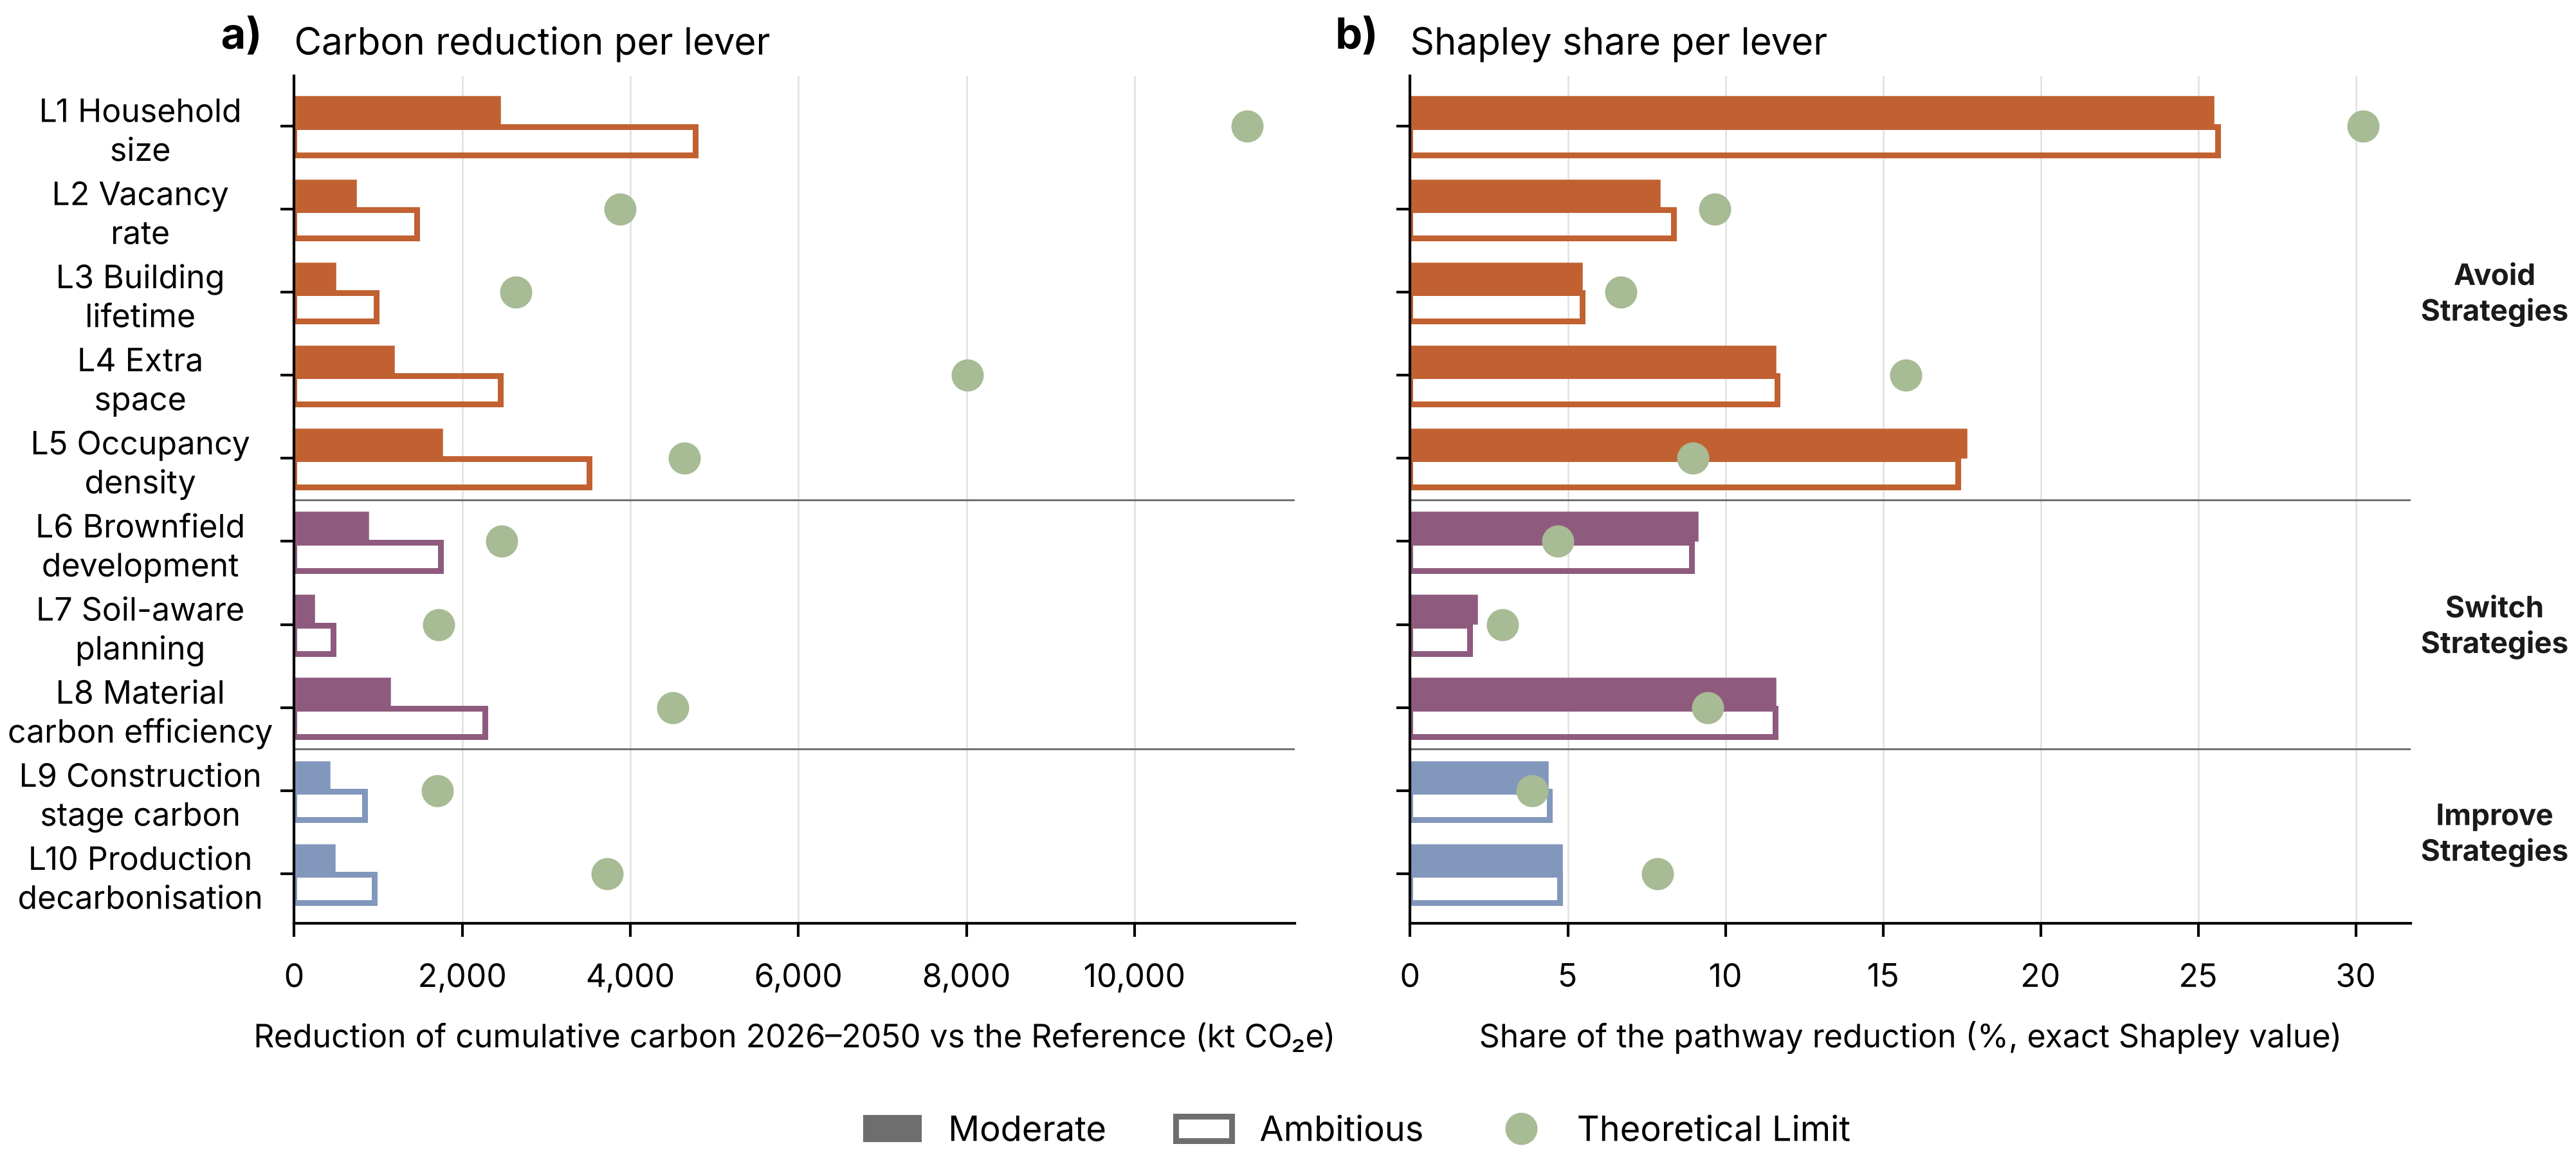 a) Carbon reduction per lever
L1 Household
size
L2 Vacancy
rate
L3 Building
lifetime
L4 Extra
space
L5 Occupancy
density
L6 Brownfield
development
L7 Soil-aware
planning
L8 Material
carbon efficiency
L9 Construction
stage carbon
L10 Production
decarbonisation
0 2,000 4,000 6,000 8,000 10,000
Reduction of cumulative carbon 2026–2050 vs the Reference (kt CO₂e)
b) Shapley share per lever
Avoid
Strategies
Switch
Strategies
Improve
Strategies
0 5 10 15 20 25 30
Share of the pathway reduction (%, exact Shapley value)
Moderate Ambitious Theoretical Limit